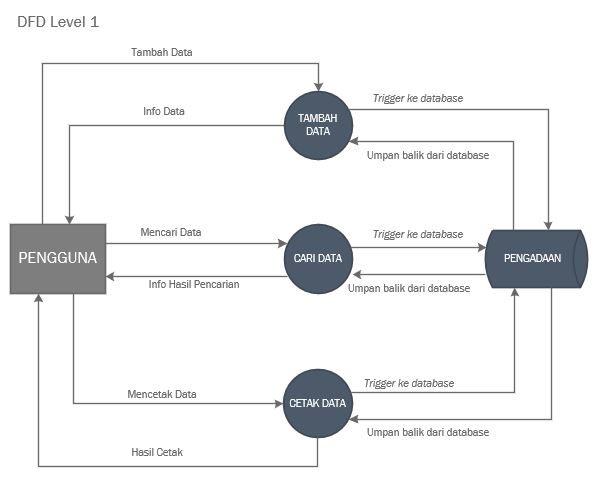 DFD Level 1
Tambah Data
Trigger ke database
Info Data
TAMBAH
DATA
Umpan balik dari database
Mencari Data
Trigger ke database
PENGGUNA
CARI DATA
PENGADAAN
Info Hasil Pencarian
Umpan balik dari database
Trigger ke database
Mencetak Data
CETAK DATA
Umpan balik dari database
Hasil Cetak